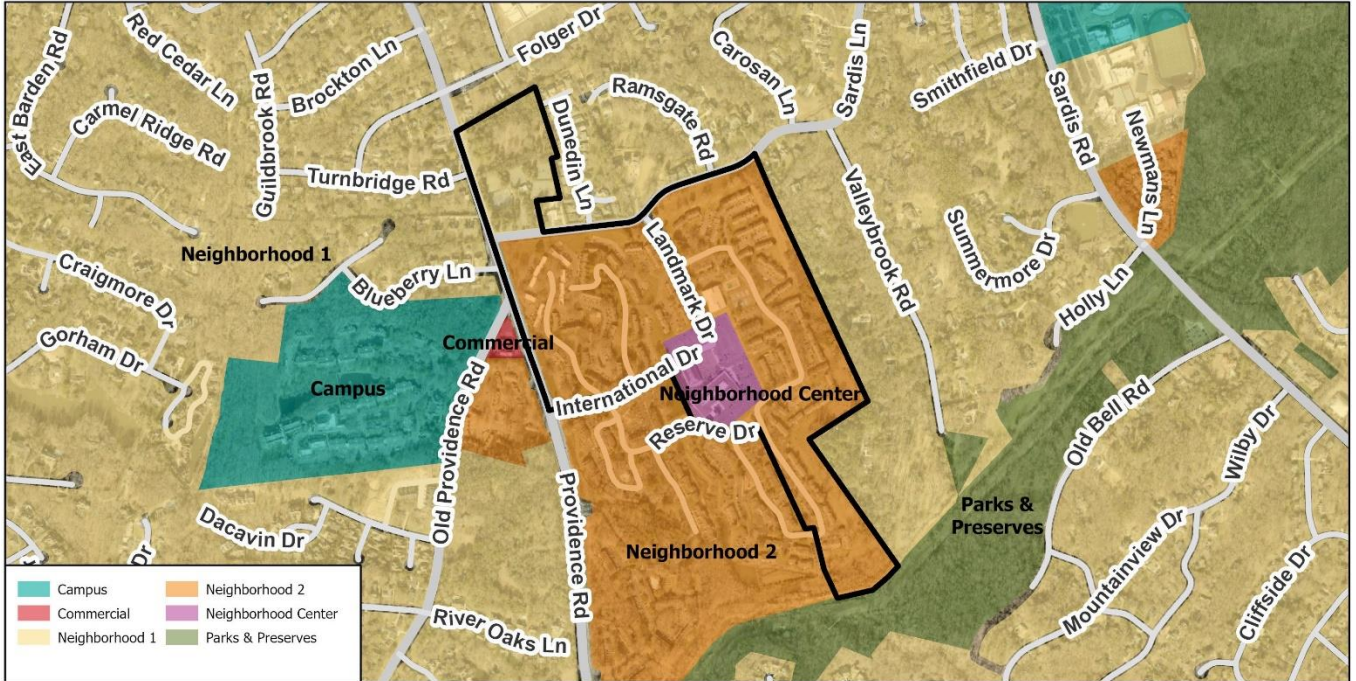 East Barden Rd
Red Cedar Ln
Carmel Ridge Rd
Guildbrook Rd
Brockton Ln
Turnbridge Rd
Folger Dr
Dunedin Ln
Ramsgate Rd
Carosan Ln
Sardis Ln
Smithfield Dr
Sardis Rd
Newmans Ln
Valleybrook Rd
Summermore Dr
Holly Ln
Neighborhood 1
Craigmore Dr
Blueberry Ln
Landmark Dr
Gorham Dr
Commercial
Campus
International Dr
Neighborhood Center
Reserve Dr
Old Providence Rd
Old Bell Rd
Wilby Dr
Providence Rd
Parks &
Preserves
Dacavin Dr
Dr
Neighborhood 2
Mountainview Dr
Cliffside Dr
River Oaks Ln
Campus
Commercial
Neighborhood 1
Neighborhood 2
Neighborhood Center
Parks & Preserves